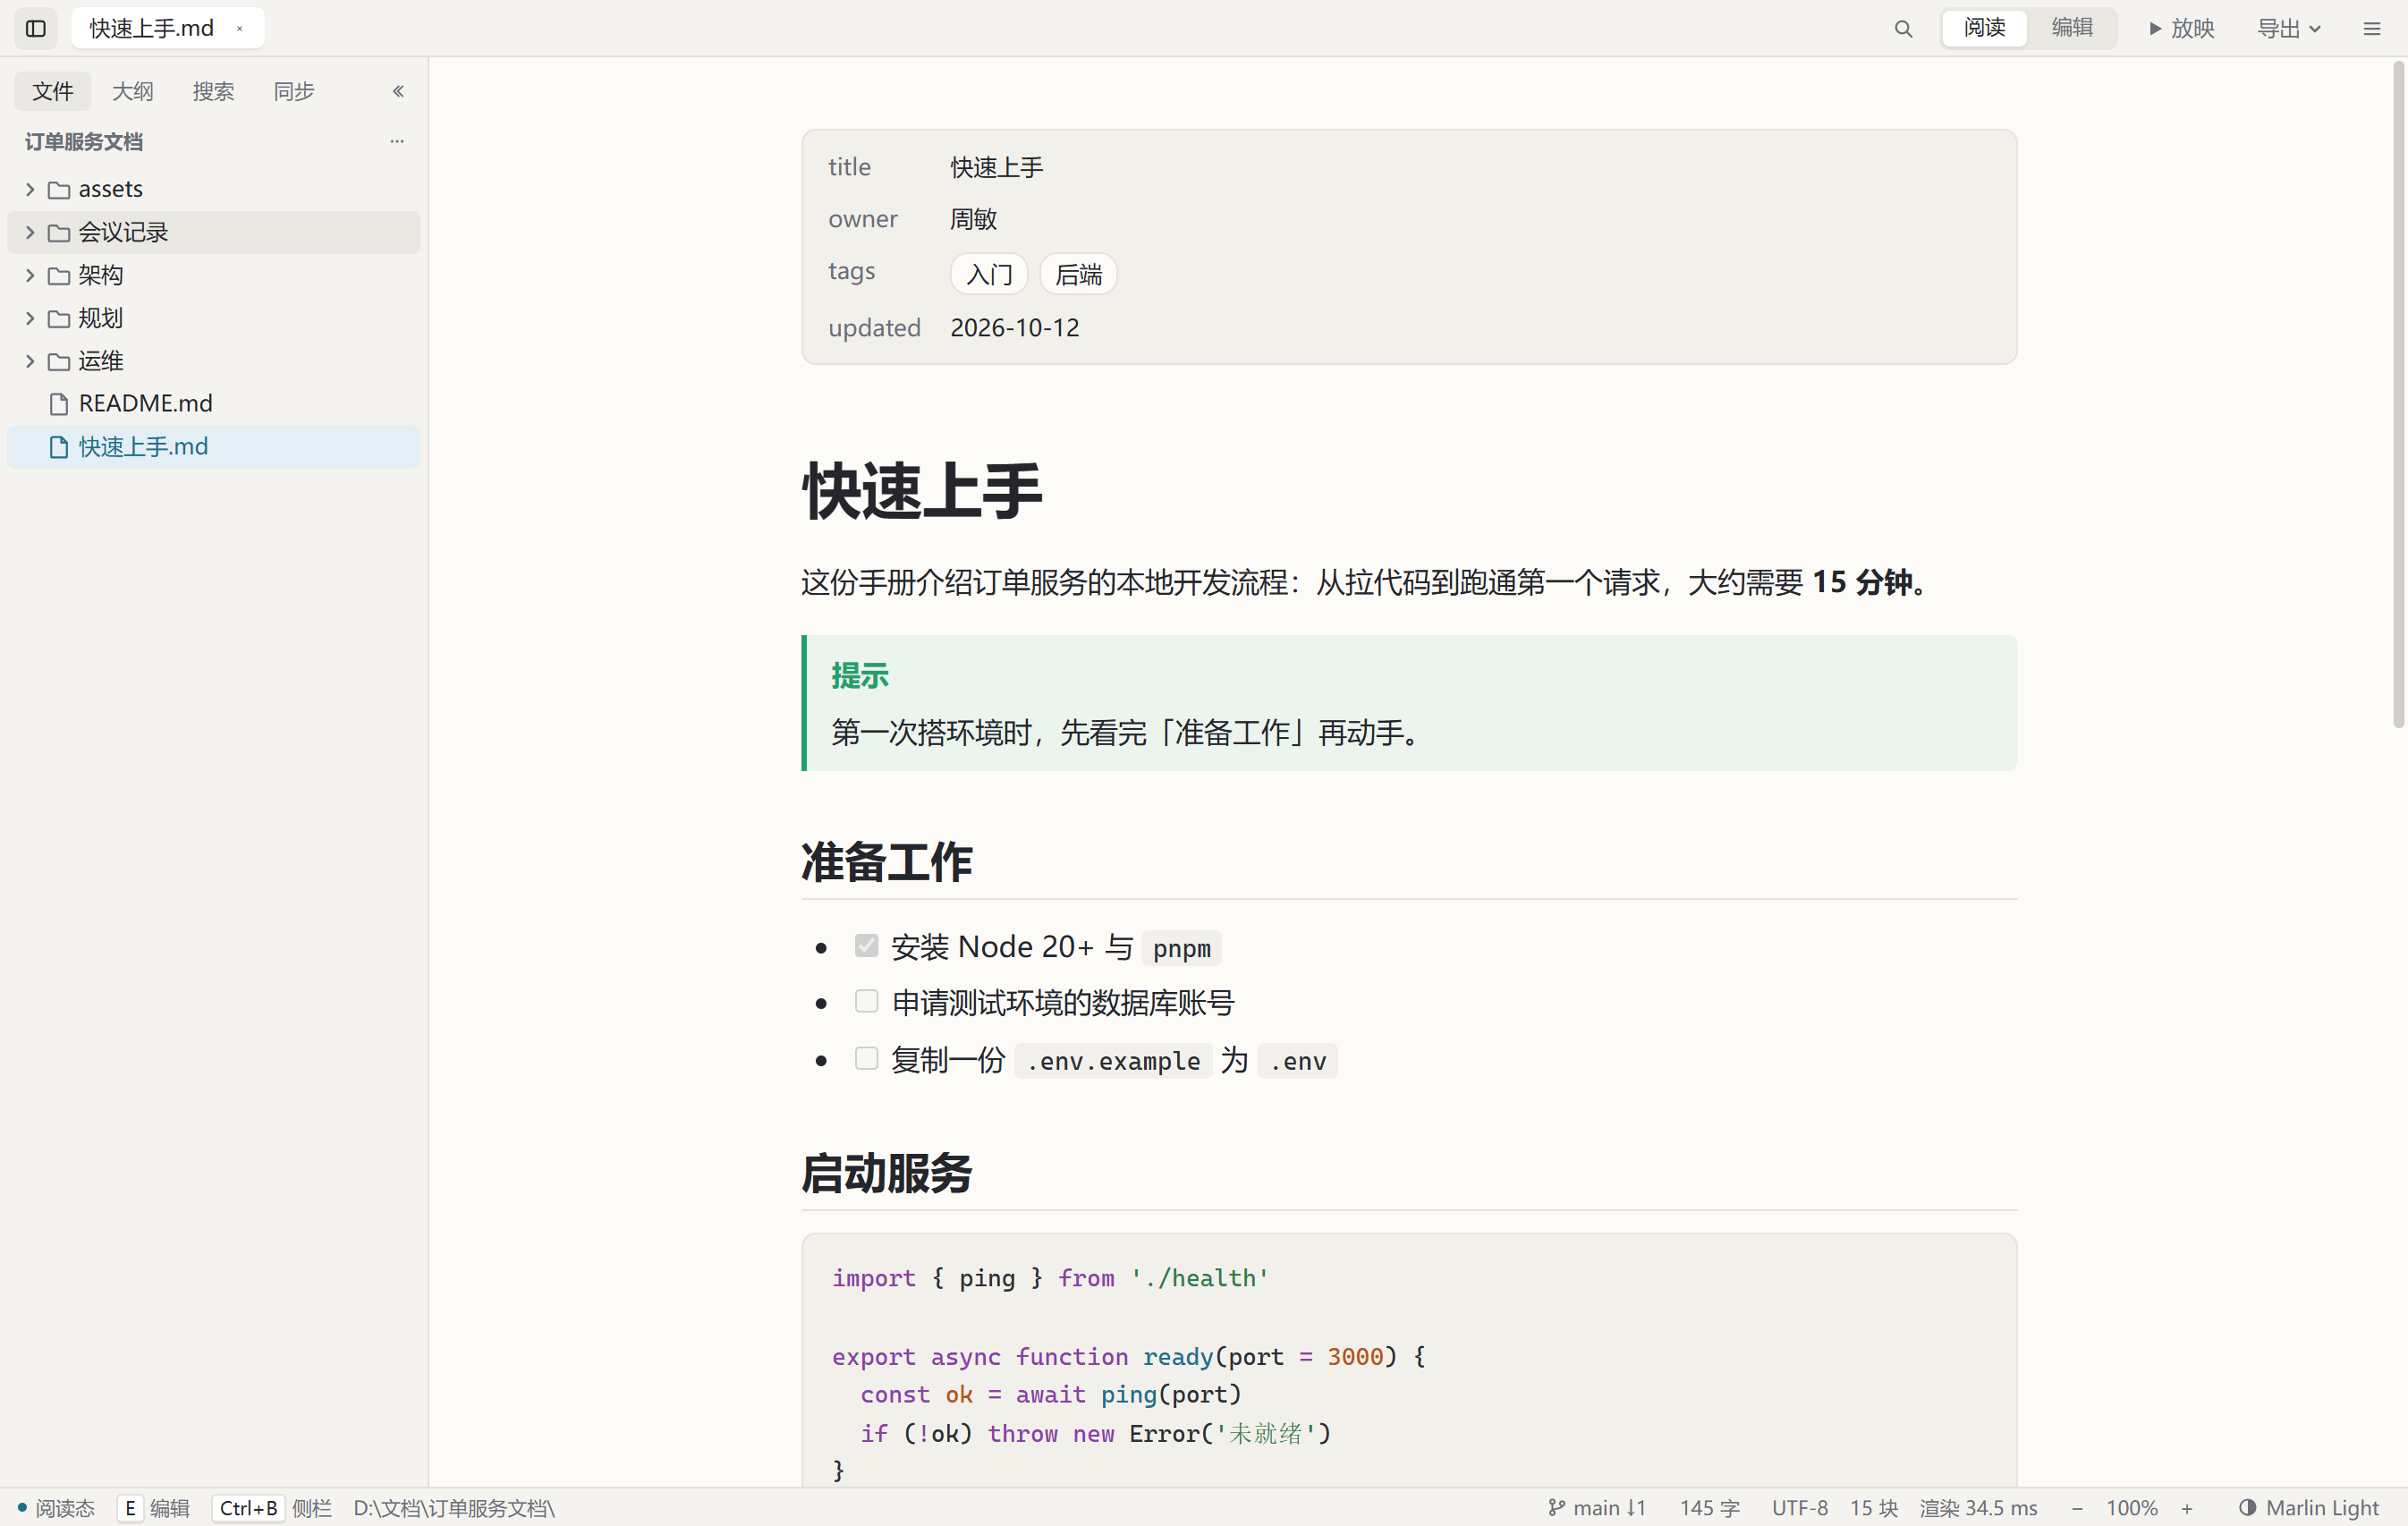 快速上手.md ×
阅读 编辑 放映 导出
文件 大纲 搜索 同步 «
订单服务文档 ···
assets
会议记录
架构
规划
运维
README.md
快速上手.md
title 快速上手
owner 周敏
tags 入门 后端
updated 2026-10-12
快速上手
这份手册介绍订单服务的本地开发流程：从拉代码到跑通第一个请求，大约需要 15 分钟。
提示
第一次搭环境时，先看完「准备工作」再动手。
准备工作
安装 Node 20+ 与 pnpm
申请测试环境的数据库账号
复制一份 .env.example 为 .env
启动服务
import { ping } from './health'
export async function ready(port = 3000) {
const ok = await ping(port)
if (!ok) throw new Error('未就绪')
}
阅读态 E 编辑 Ctrl+B 侧栏 D:\文档\订单服务文档\ main ↓1 145 字 UTF-8 15 块 渲染 34.5 ms − 100% + Marlin Light